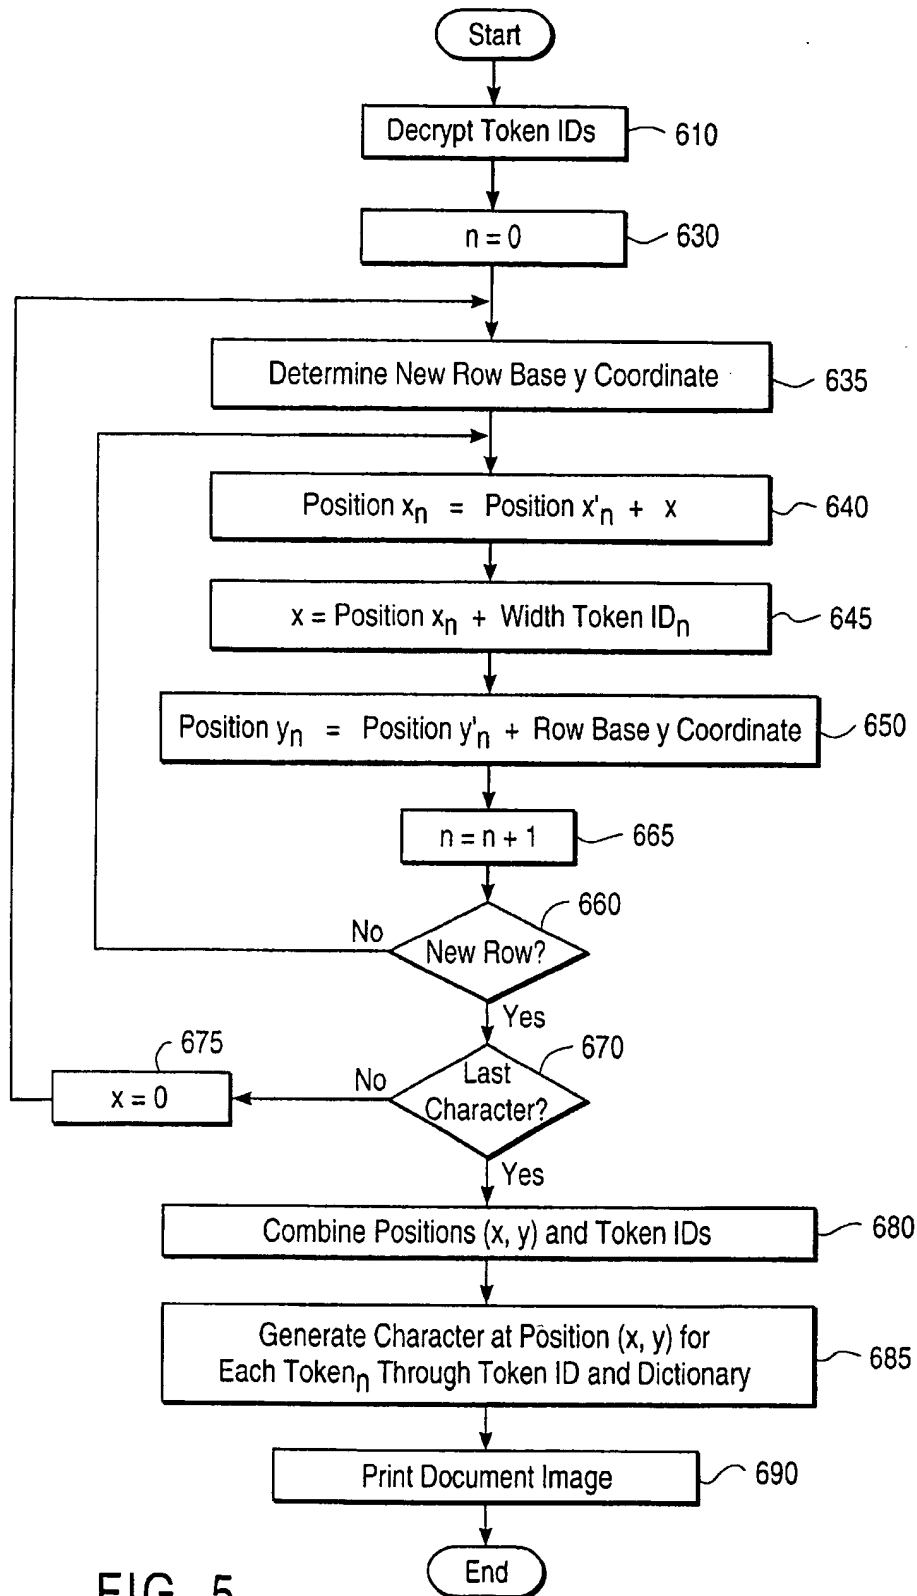 Start
Decrypt Token IDs
610
n = 0
630
Determine New Row Base y Coordinate
635
Position xn = Position x'n + x
640
x = Position xn + Width Token IDn
645
Position yn = Position y'n + Row Base y Coordinate
650
n = n + 1
665
660
No
New Row?
Yes
675
670
x = 0
No
Last
Character?
Yes
Combine Positions (x, y) and Token IDs
680
Generate Character at Position (x, y) for
Each Tokenn Through Token ID and Dictionary
685
Print Document Image
690
End
FIG. 5